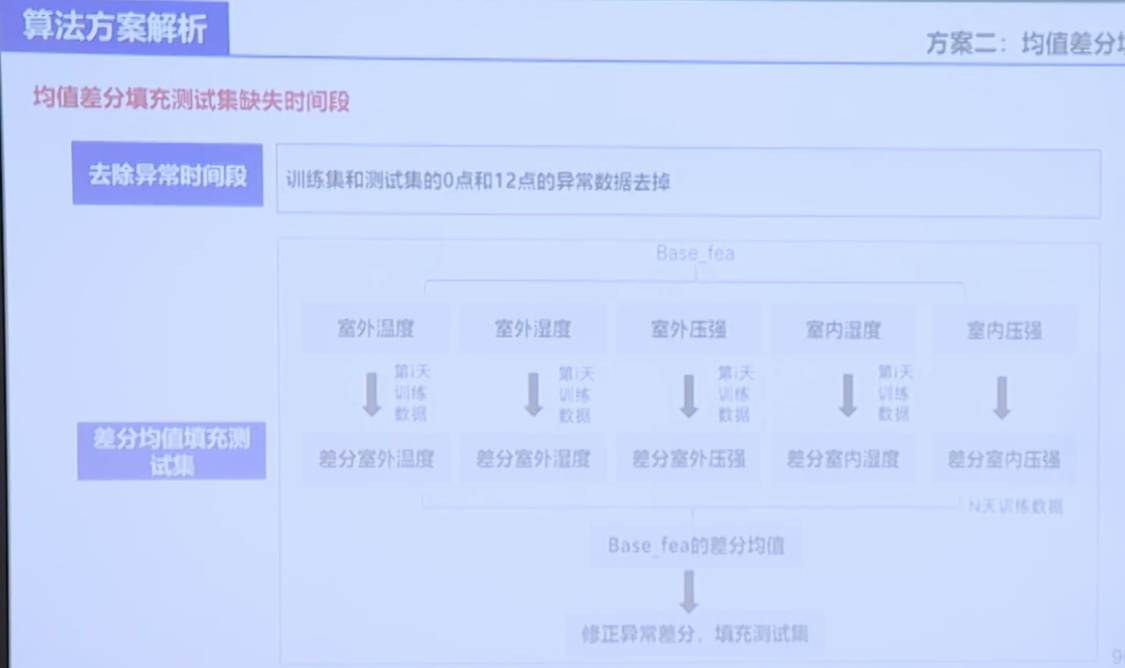 算法方案解析
方案二：均值差分
均值差分填充测试集缺失时间段
去除异常时间段
训练集和测试集的0点和12点的异常数据去掉
Base_fea
室外温度
室外湿度
室外压强
室内湿度
室内压强
第i天
训练
数据
第i天
训练
数据
第i天
训练
数据
第i天
训练
数据
差分均值填充测
试集
差分室外温度
差分室外湿度
差分室外压强
差分室内湿度
差分室内压强
N天训练数据
Base_fea的差分均值
修正异常差分，填充测试集